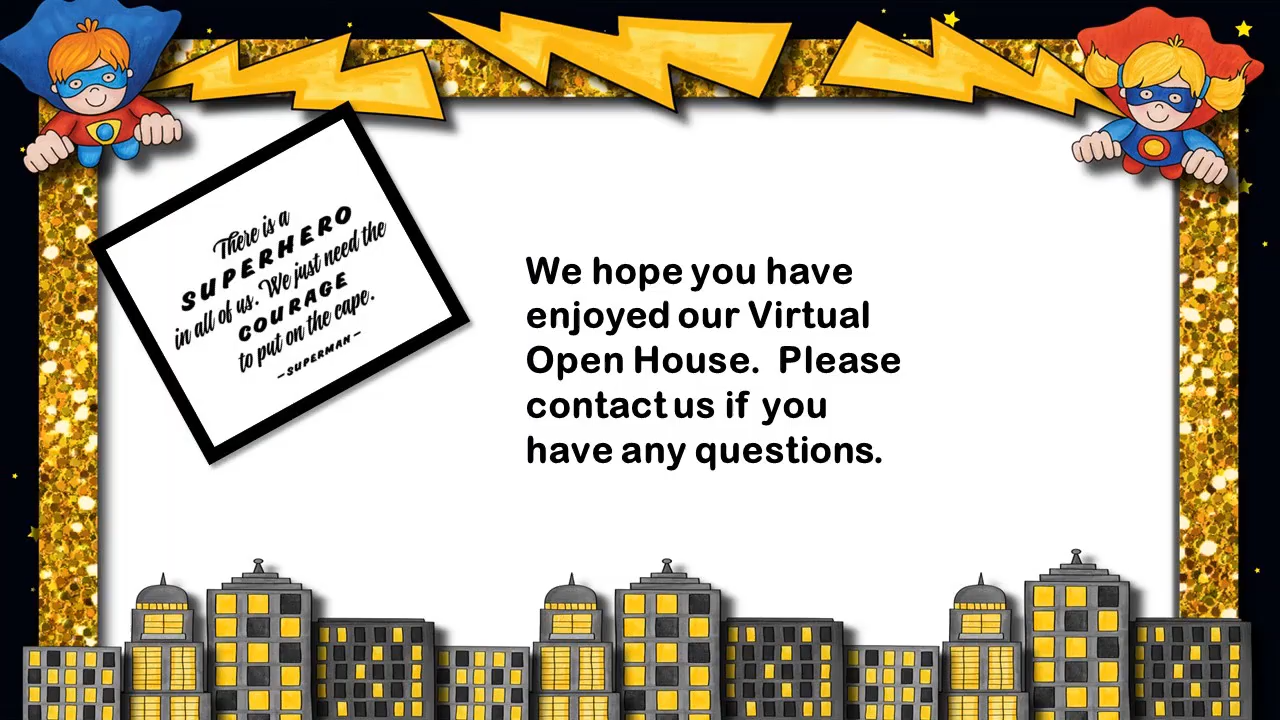 There is a
SUPERHERO
in all of us. We just need the
COURAGE
to put on the cape.
—SUPERMAN—
We hope you have
enjoyed our Virtual
Open House.  Please
contact us if you
have any questions.